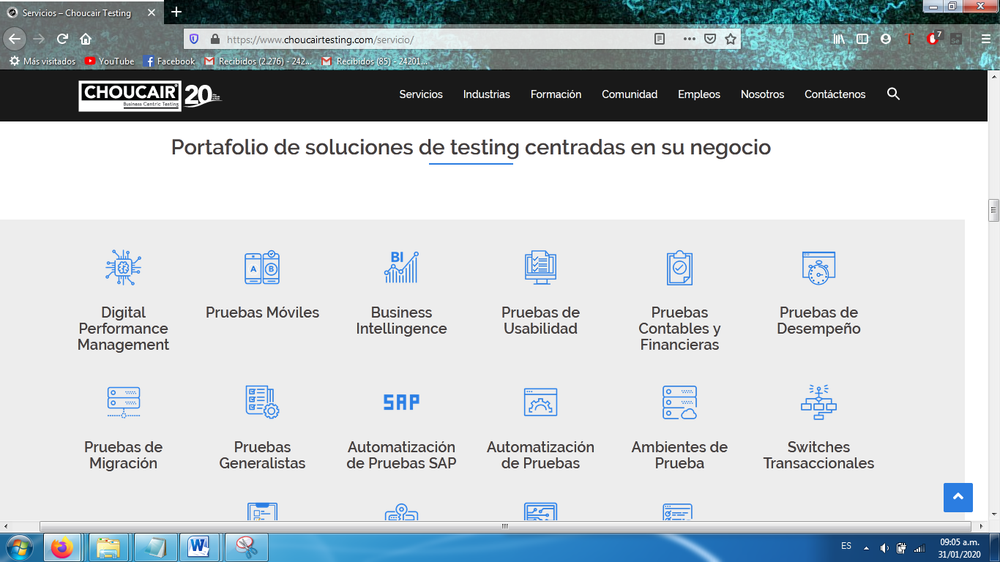 Servicios – Choucair Testing
https://www.choucairtesting.com/servicio/
7
Más visitados YouTube Facebook Recibidos (2.276) - 242... Recibidos (85) - 24201...
CHOUCAIR®
Business Centric Testing
20
Servicios Industrias Formación Comunidad Empleos Nosotros Contáctenos
Portafolio de soluciones de testing centradas en su negocio
A B
BI
Digital
Performance
Management
Pruebas Móviles
Business
Intellingence
Pruebas de
Usabilidad
Pruebas
Contables y
Financieras
Pruebas de
Desempeño
SAP
Pruebas de
Migración
Pruebas
Generalistas
Automatización
de Pruebas SAP
Automatización
de Pruebas
Ambientes de
Prueba
Switches
Transaccionales
ES
09:05 a.m.
31/01/2020